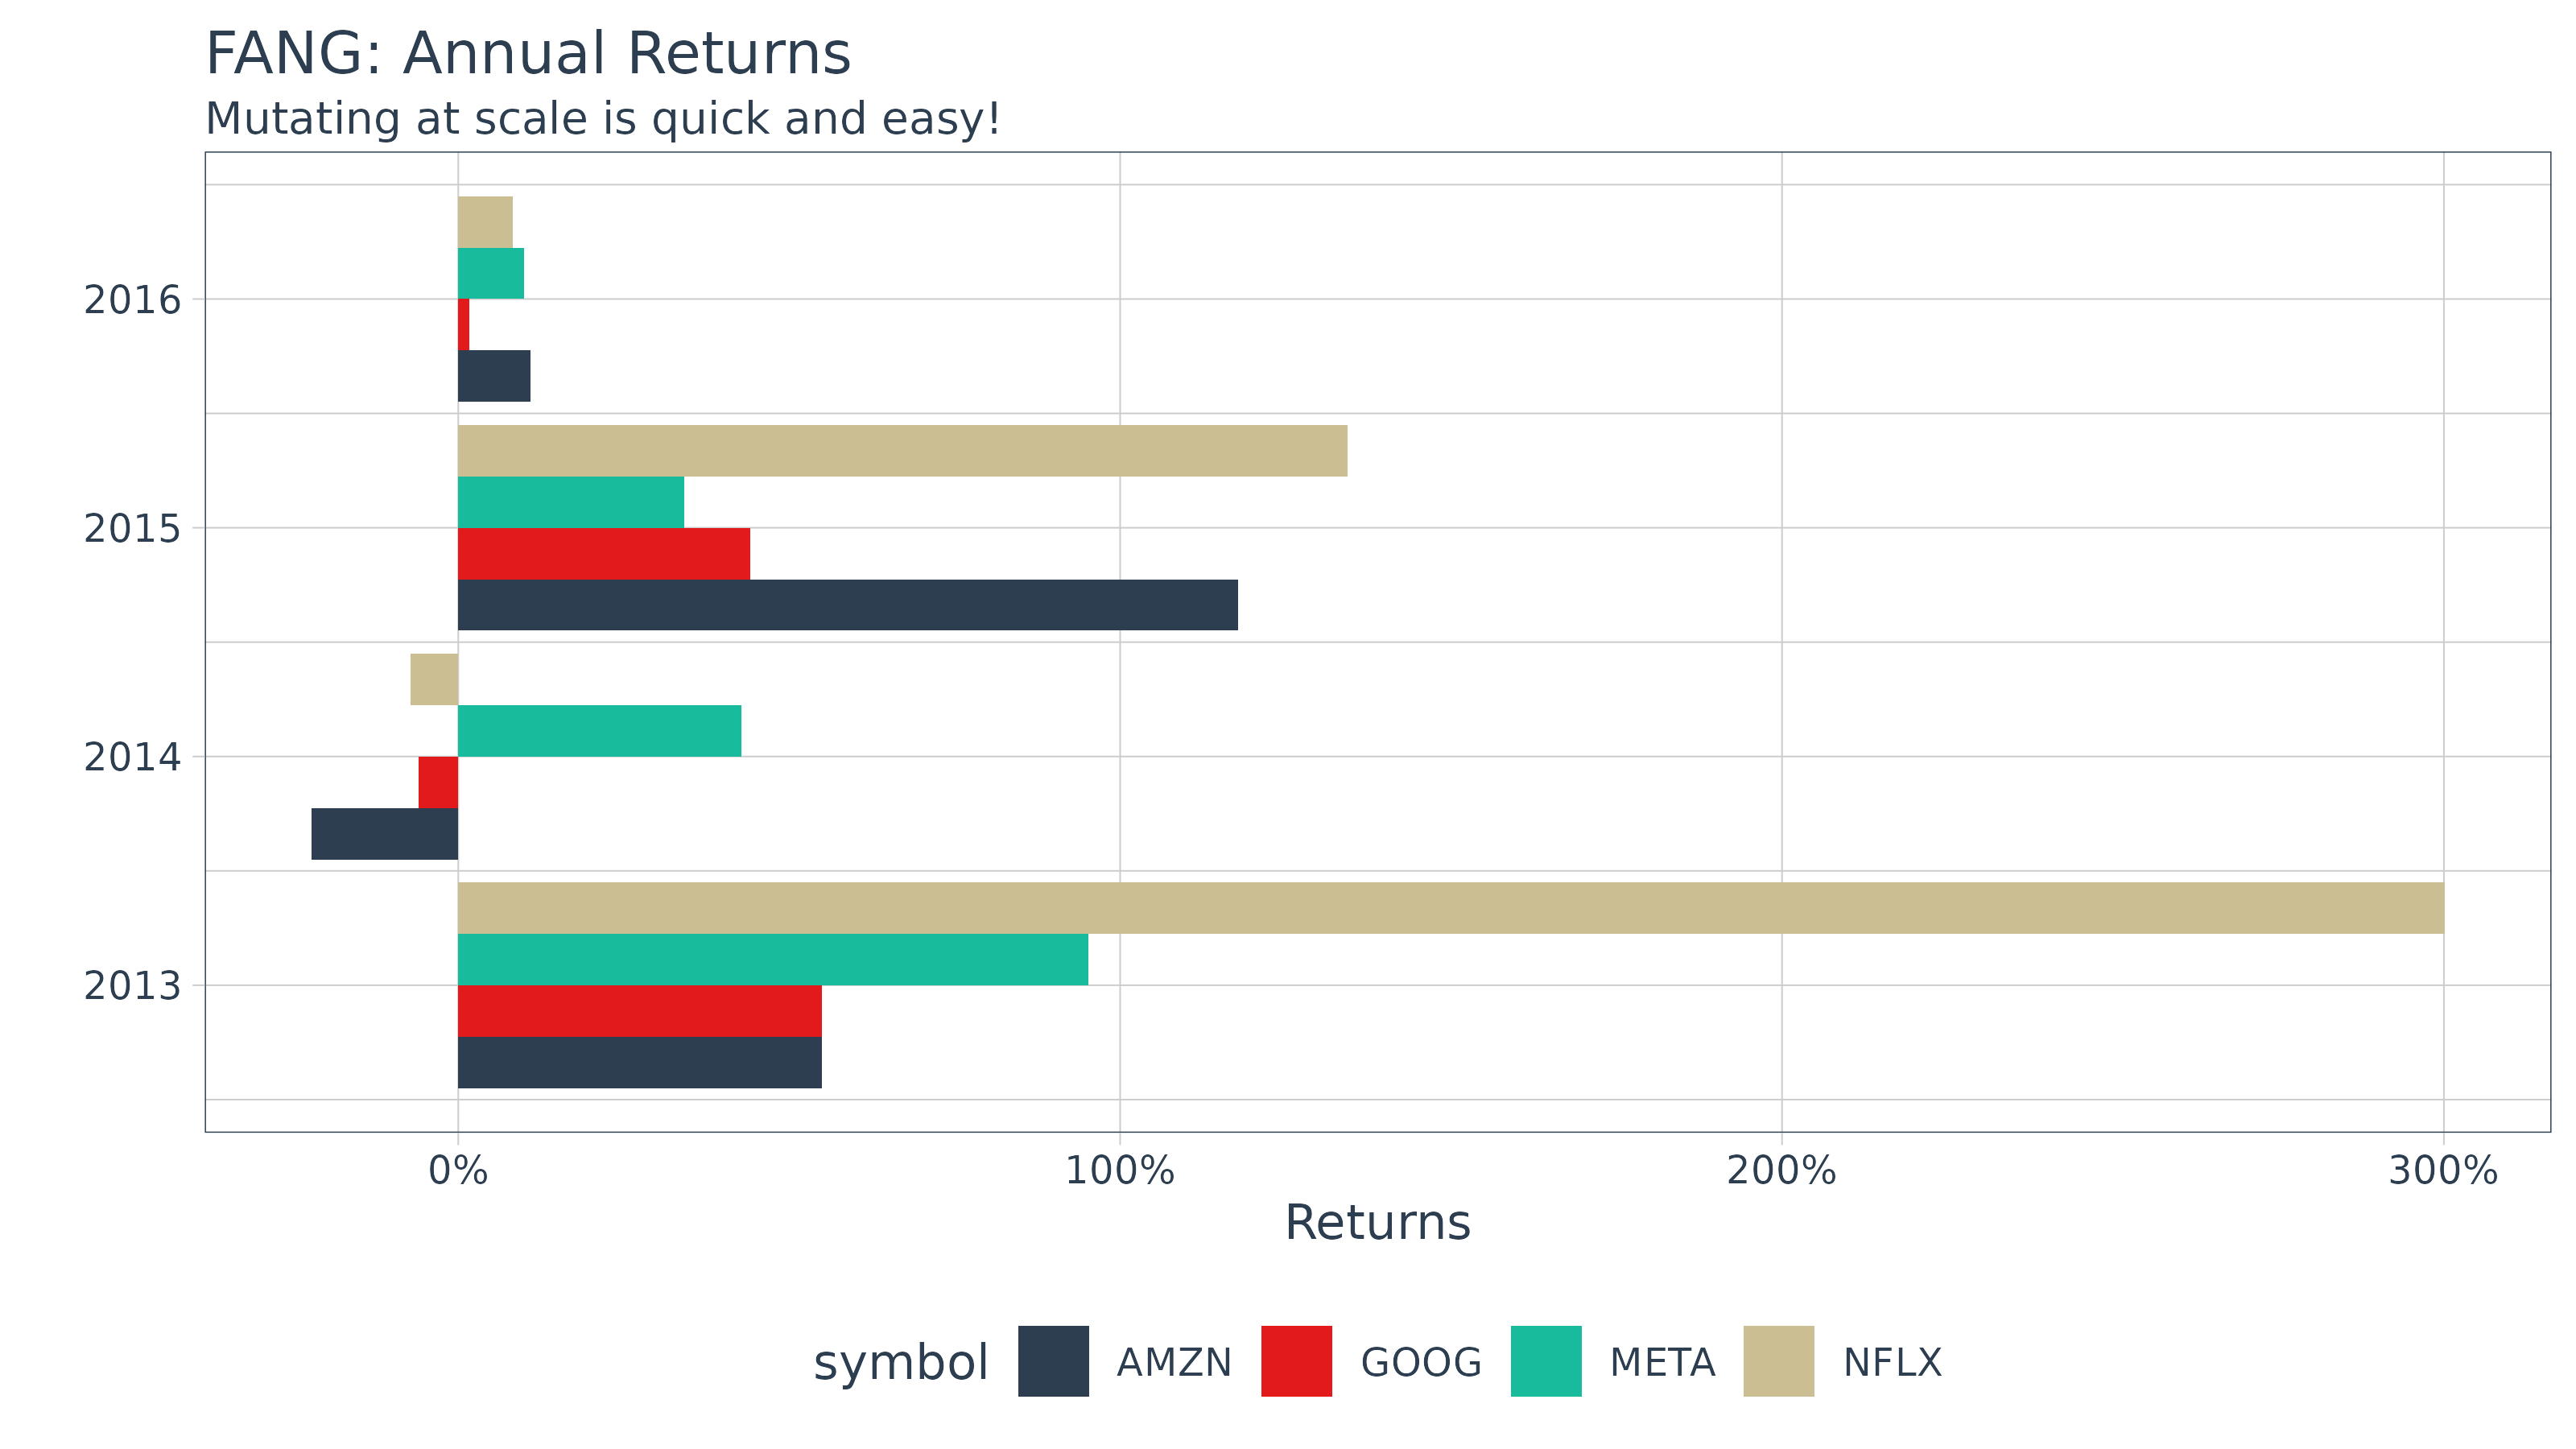 FANG: Annual Returns
Mutating at scale is quick and easy!
2016
2015
2014
2013
0% 100% 200% 300%
Returns
symbol AMZN GOOG META NFLX